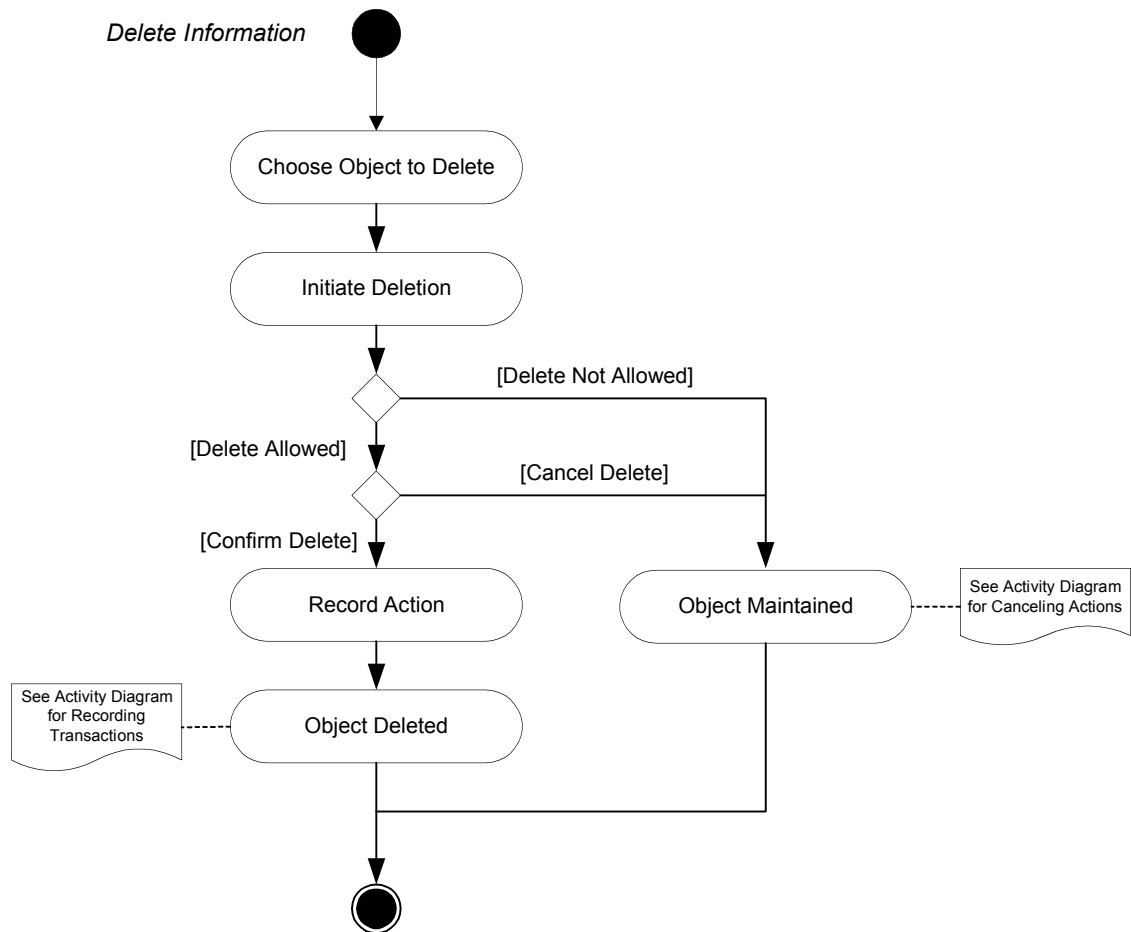 Delete Information
Choose Object to Delete
Initiate Deletion
[Delete Not Allowed]
[Delete Allowed]
[Cancel Delete]
[Confirm Delete]
Record Action
Object Maintained
See Activity Diagram
for Canceling Actions
See Activity Diagram
for Recording
Transactions
Object Deleted